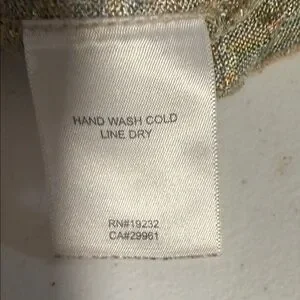 HAND WASH COLD
LINE DRY
RN#19232
CA#29961